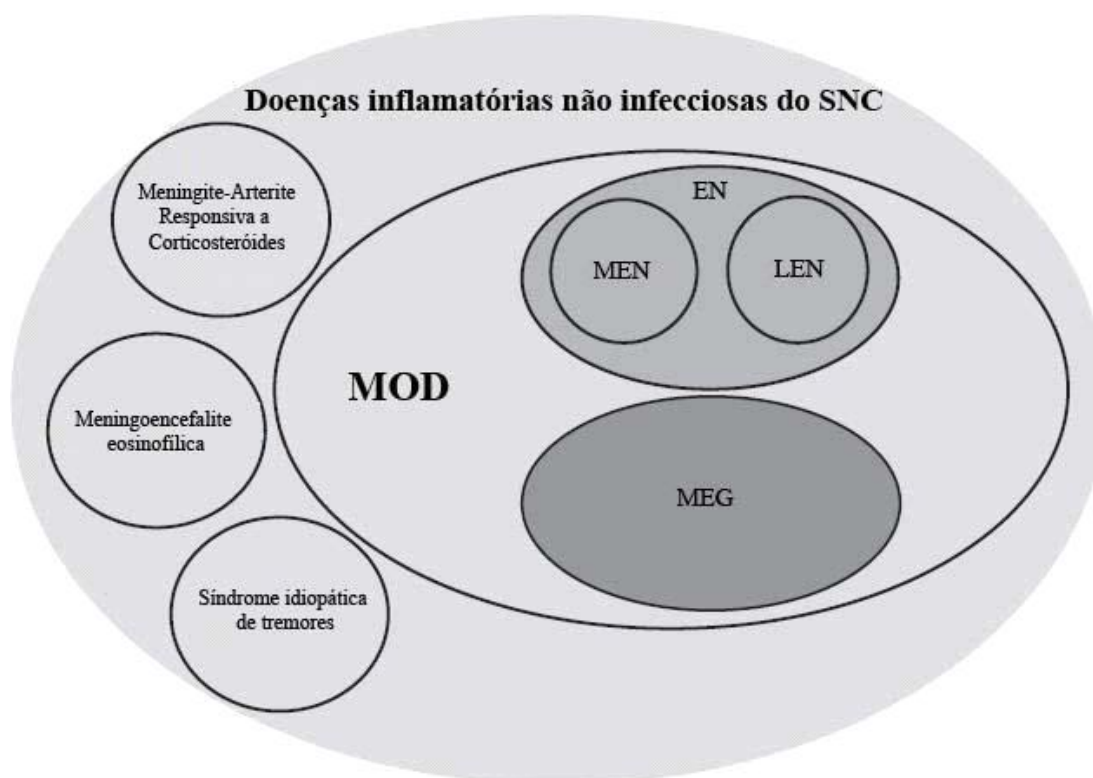 Doenças inflamatórias não infecciosas do SNC
Meningite-Arterite
Responsiva a
Corticosteróides
EN
MEN
LEN
MOD
Meningoencefalite
eosinofílica
MEG
Síndrome idiopática
de tremores